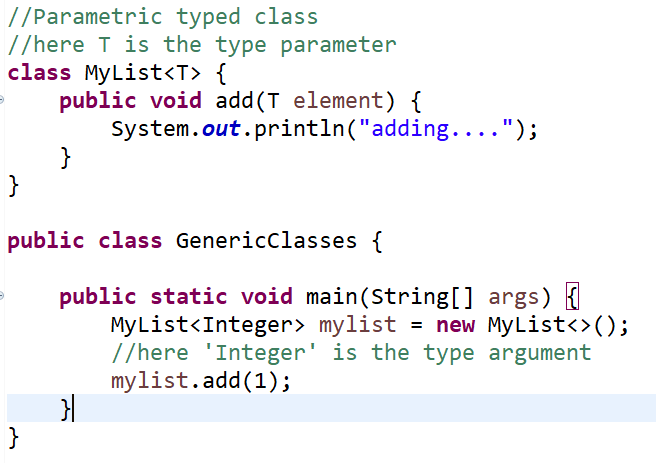 //Parametric typed class
//here T is the type parameter
class MyList<T> {
    public void add(T element) {
        System.out.println("adding....");
    }
}

public class GenericClasses {

    public static void main(String[] args) {
        MyList<Integer> mylist = new MyList<>();
        //here 'Integer' is the type argument
        mylist.add(1);
    }
}